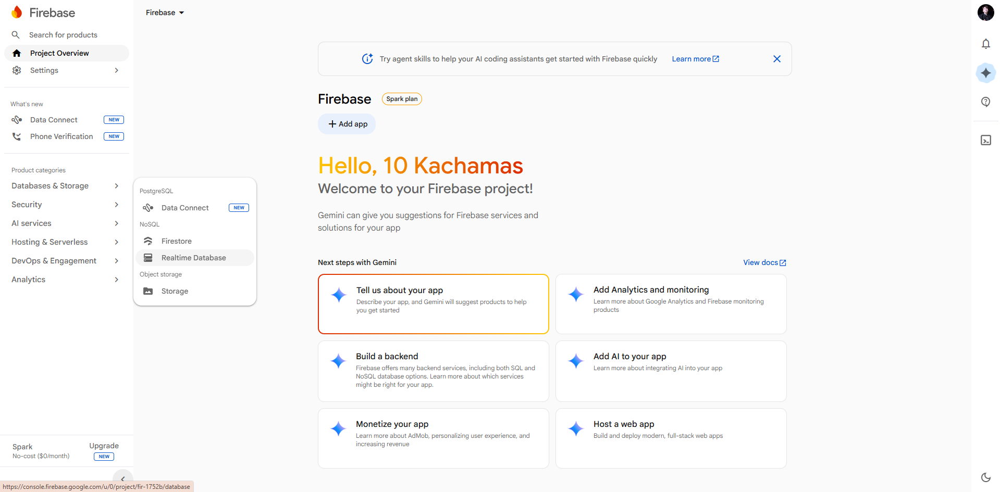 Firebase
Search for products
Project Overview
Settings
What's new
Data Connect NEW
Phone Verification NEW
Product categories
Databases & Storage
Security
AI services
Hosting & Serverless
DevOps & Engagement
Analytics
Spark
No-cost ($0/month)
Upgrade
NEW
https://console.firebase.google.com/u/0/project/fir-1752b/database
PostgreSQL
Data Connect NEW
NoSQL
Firestore
Realtime Database
Object storage
Storage
Firebase
Try agent skills to help your AI coding assistants get started with Firebase quickly Learn more
Firebase Spark plan
Add app
Hello, 10 Kachamas
Welcome to your Firebase project!
Gemini can give you suggestions for Firebase services and
solutions for your app
Next steps with Gemini
View docs
Tell us about your app
Describe your app, and Gemini will suggest products to help
you get started
Add Analytics and monitoring
Learn more about Google Analytics and Firebase monitoring
products
Build a backend
Firebase offers many backend services, including both SQL and
NoSQL database options. Learn more about which services
might be right for your app.
Add AI to your app
Learn more about integrating AI into your app
Monetize your app
Learn more about AdMob, personalizing user experience, and
increasing revenue
Host a web app
Build and deploy modern, full-stack web apps